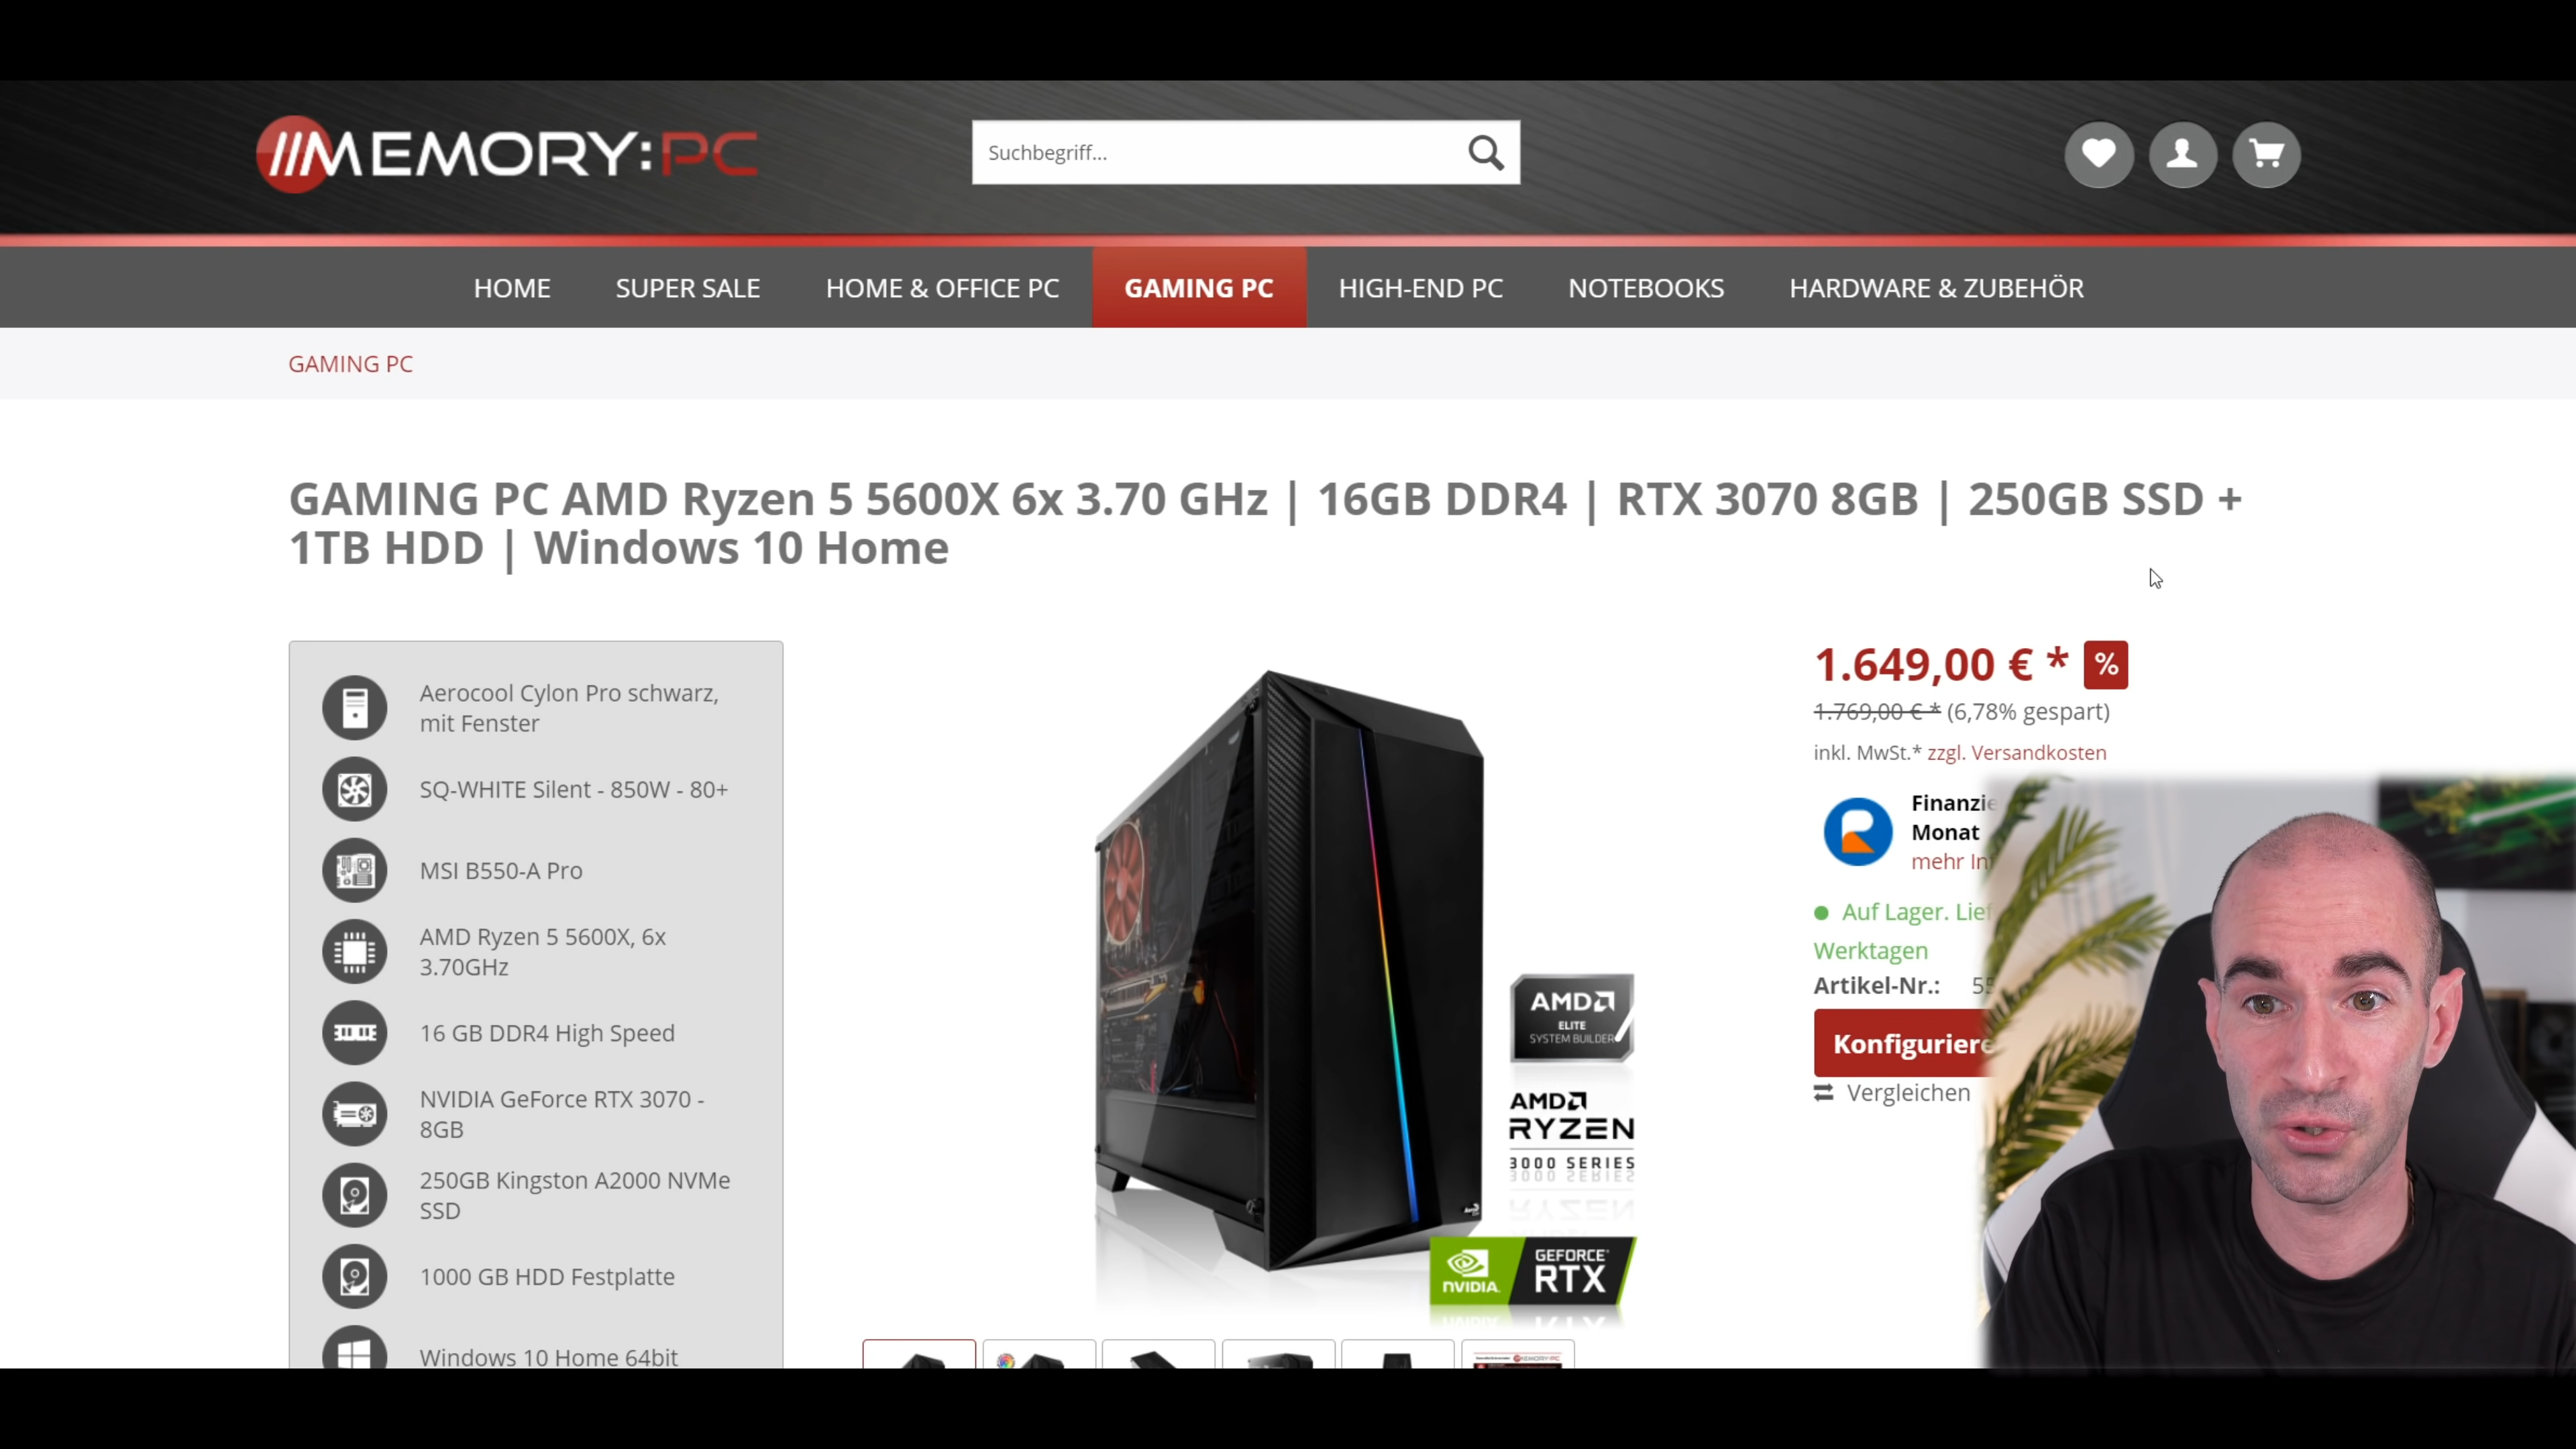 MEMORY:PC
Suchbegriff...
HOME
SUPER SALE
HOME & OFFICE PC
GAMING PC
HIGH-END PC
NOTEBOOKS
HARDWARE & ZUBEHÖR
GAMING PC
GAMING PC AMD Ryzen 5 5600X 6x 3.70 GHz | 16GB DDR4 | RTX 3070 8GB | 250GB SSD +
1TB HDD | Windows 10 Home
Aerocool Cylon Pro schwarz,
mit Fenster
SQ-WHITE Silent - 850W - 80+
MSI B550-A Pro
AMD Ryzen 5 5600X, 6x
3.70GHz
16 GB DDR4 High Speed
NVIDIA GeForce RTX 3070 -
8GB
250GB Kingston A2000 NVMe
SSD
1000 GB HDD Festplatte
Windows 10 Home 64bit
AMD
ELITE
SYSTEM BUILDER
AMD
RYZEN
3000 SERIES
NVIDIA.
GEFORCE
RTX
1.649,00 € * %
1.769,00 € * (6,78% gespart)
inkl. MwSt.* zzgl. Versandkosten
Monat
mehr
Auf Lager.
Werktagen
Artikel-Nr.:
Vergleichen